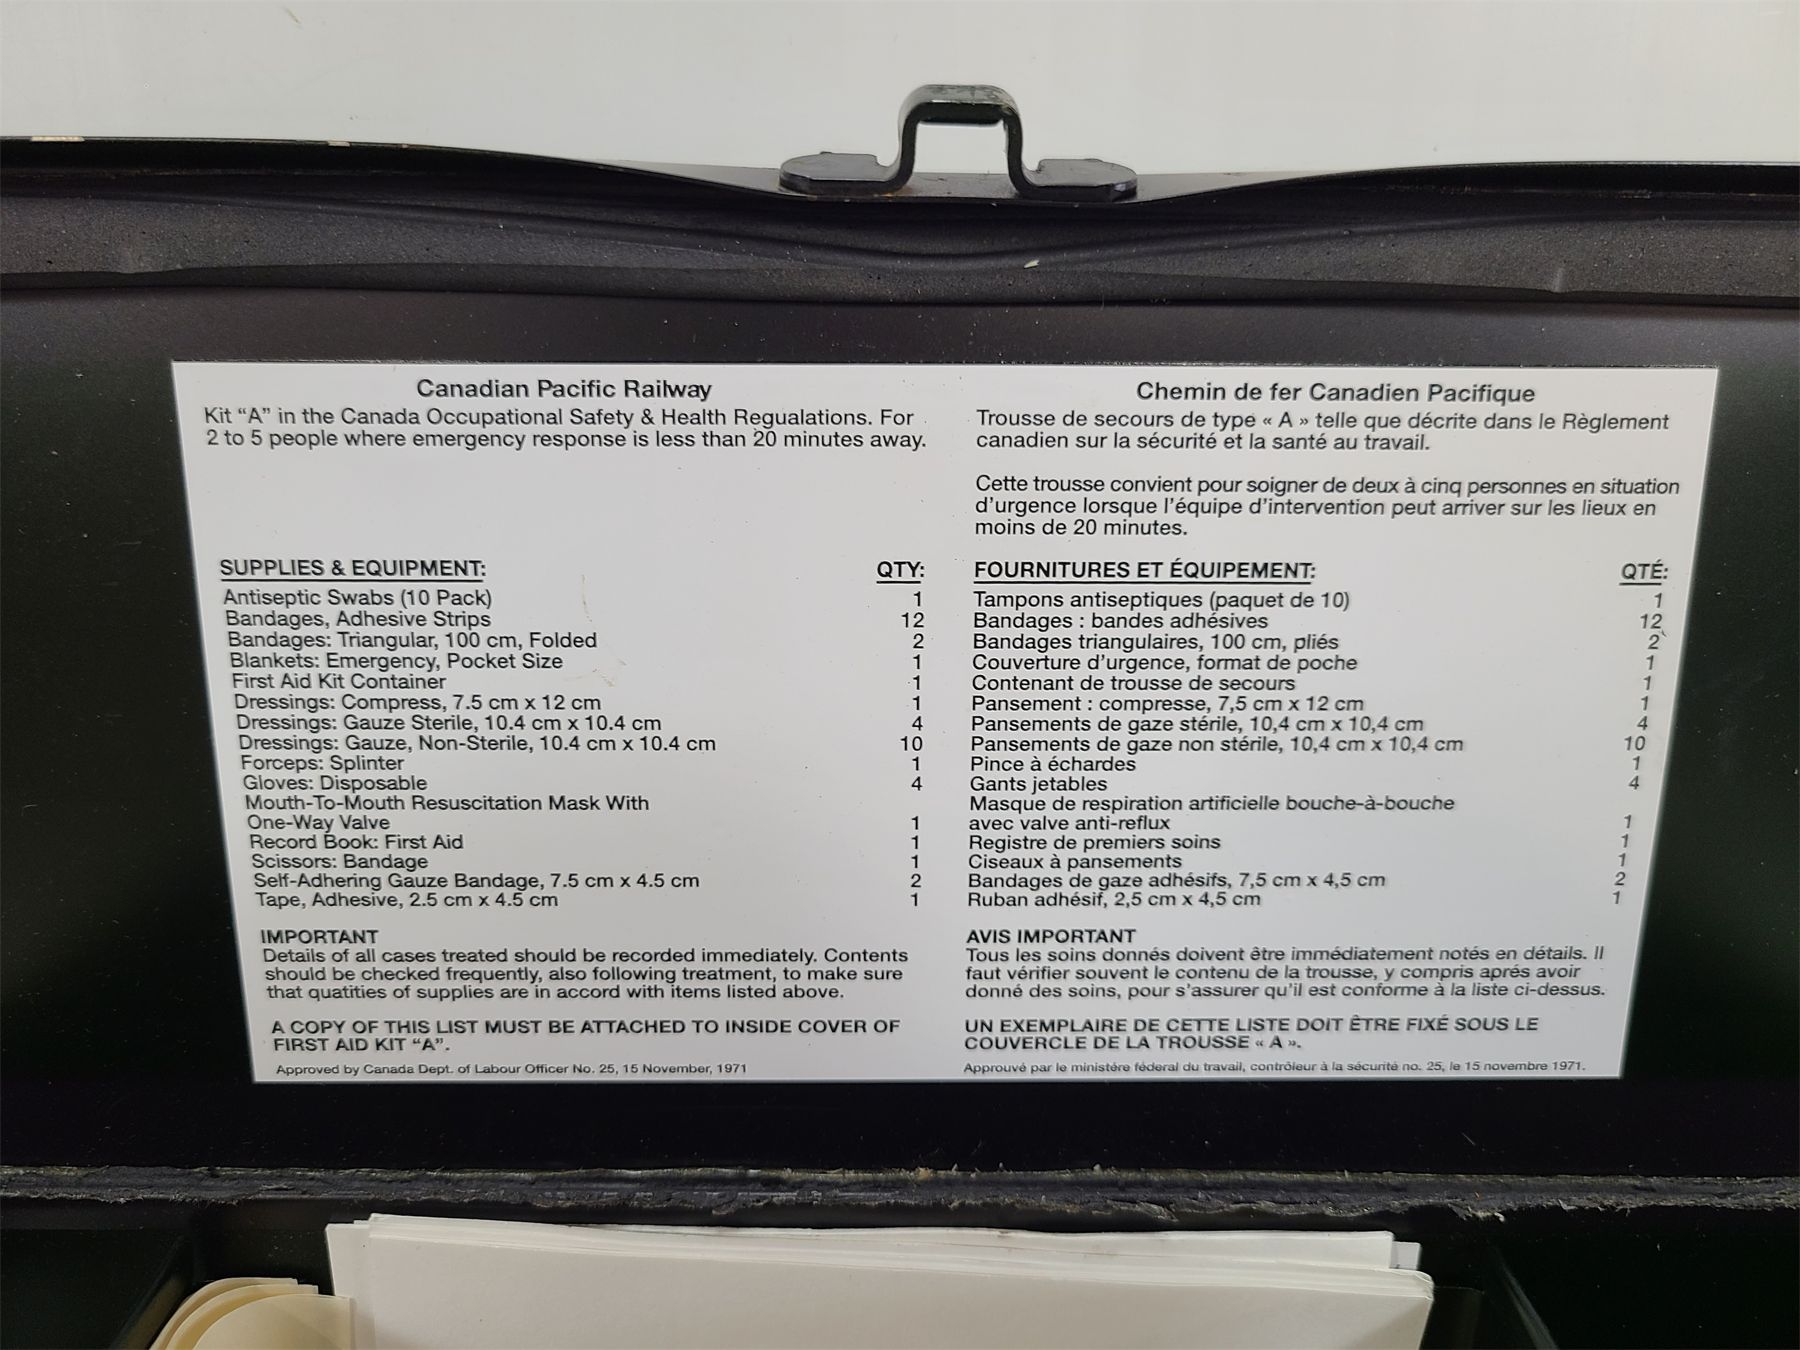 Canadian Pacific Railway
Kit “A” in the Canada Occupational Safety & Health Regualations. For
2 to 5 people where emergency response is less than 20 minutes away.
SUPPLIES & EQUIPMENT: QTY:
Antiseptic Swabs (10 Pack) 1
Bandages, Adhesive Strips 12
Bandages: Triangular, 100 cm, Folded 2
Blankets: Emergency, Pocket Size 1
First Aid Kit Container 1
Dressings: Compress, 7.5 cm x 12 cm 1
Dressings: Gauze Sterile, 10.4 cm x 10.4 cm 4
Dressings: Gauze, Non-Sterile, 10.4 cm x 10.4 cm 10
Forceps: Splinter 1
Gloves: Disposable 4
Mouth-To-Mouth Resuscitation Mask With
One-Way Valve 1
Record Book: First Aid 1
Scissors: Bandage 1
Self-Adhering Gauze Bandage, 7.5 cm x 4.5 cm 2
Tape, Adhesive, 2.5 cm x 4.5 cm 1
IMPORTANT
Details of all cases treated should be recorded immediately. Contents
should be checked frequently, also following treatment, to make sure
that quatities of supplies are in accord with items listed above.
A COPY OF THIS LIST MUST BE ATTACHED TO INSIDE COVER OF
FIRST AID KIT “A”.
Approved by Canada Dept. of Labour Officer No. 25, 15 November, 1971
Chemin de fer Canadien Pacifique
Trousse de secours de type « A » telle que décrite dans le Règlement
canadien sur la sécurité et la santé au travail.
Cette trousse convient pour soigner de deux à cinq personnes en situation
d’urgence lorsque l’équipe d’intervention peut arriver sur les lieux en
moins de 20 minutes.
FOURNITURES ET ÉQUIPEMENT: QTÉ:
Tampons antiseptiques (paquet de 10) 1
Bandages : bandes adhésives 12
Bandages triangulaires, 100 cm, pliés 2
Couverture d’urgence, format de poche 1
Contenant de trousse de secours 1
Pansement : compresse, 7,5 cm x 12 cm 1
Pansements de gaze stérile, 10,4 cm x 10,4 cm 4
Pansements de gaze non stérile, 10,4 cm x 10,4 cm 10
Pince à échardes 1
Gants jetables 4
Masque de respiration artificielle bouche-à-bouche
avec valve anti-reflux 1
Registre de premiers soins 1
Ciseaux à pansements 1
Bandages de gaze adhésifs, 7,5 cm x 4,5 cm 2
Ruban adhésif, 2,5 cm x 4,5 cm 1
AVIS IMPORTANT
Tous les soins donnés doivent être immédiatement notés en détails. Il
faut vérifier souvent le contenu de la trousse, y compris aprés avoir
donné des soins, pour s’assurer qu’il est conforme à la liste ci-dessus.
UN EXEMPLAIRE DE CETTE LISTE DOIT ÊTRE FIXÉ SOUS LE
COUVERCLE DE LA TROUSSE « A ».
Approuvé par le ministére féderal du travail, contrôleur à la sécurité no. 25, le 15 novembre 1971.